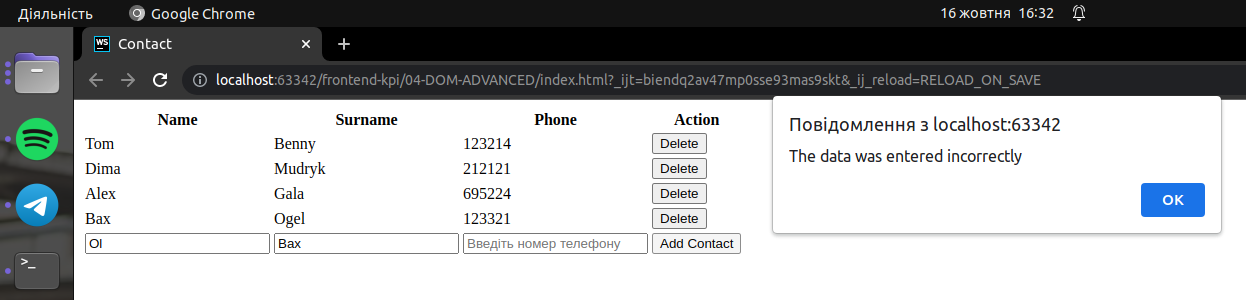 Діяльність Google Chrome 16 жовтня 16:32
WS Contact
localhost:63342/frontend-kpi/04-DOM-ADVANCED/index.html?_ijt=biendq2av47mp0sse93mas9skt&_ij_reload=RELOAD_ON_SAVE
Name Surname Phone Action
Tom Benny 123214 Delete
Dima Mudryk 212121 Delete
Alex Gala 695224 Delete
Bax Ogel 123321 Delete
Ol Bax Введіть номер телефону Add Contact
Повідомлення з localhost:63342
The data was entered incorrectly
OK
>_